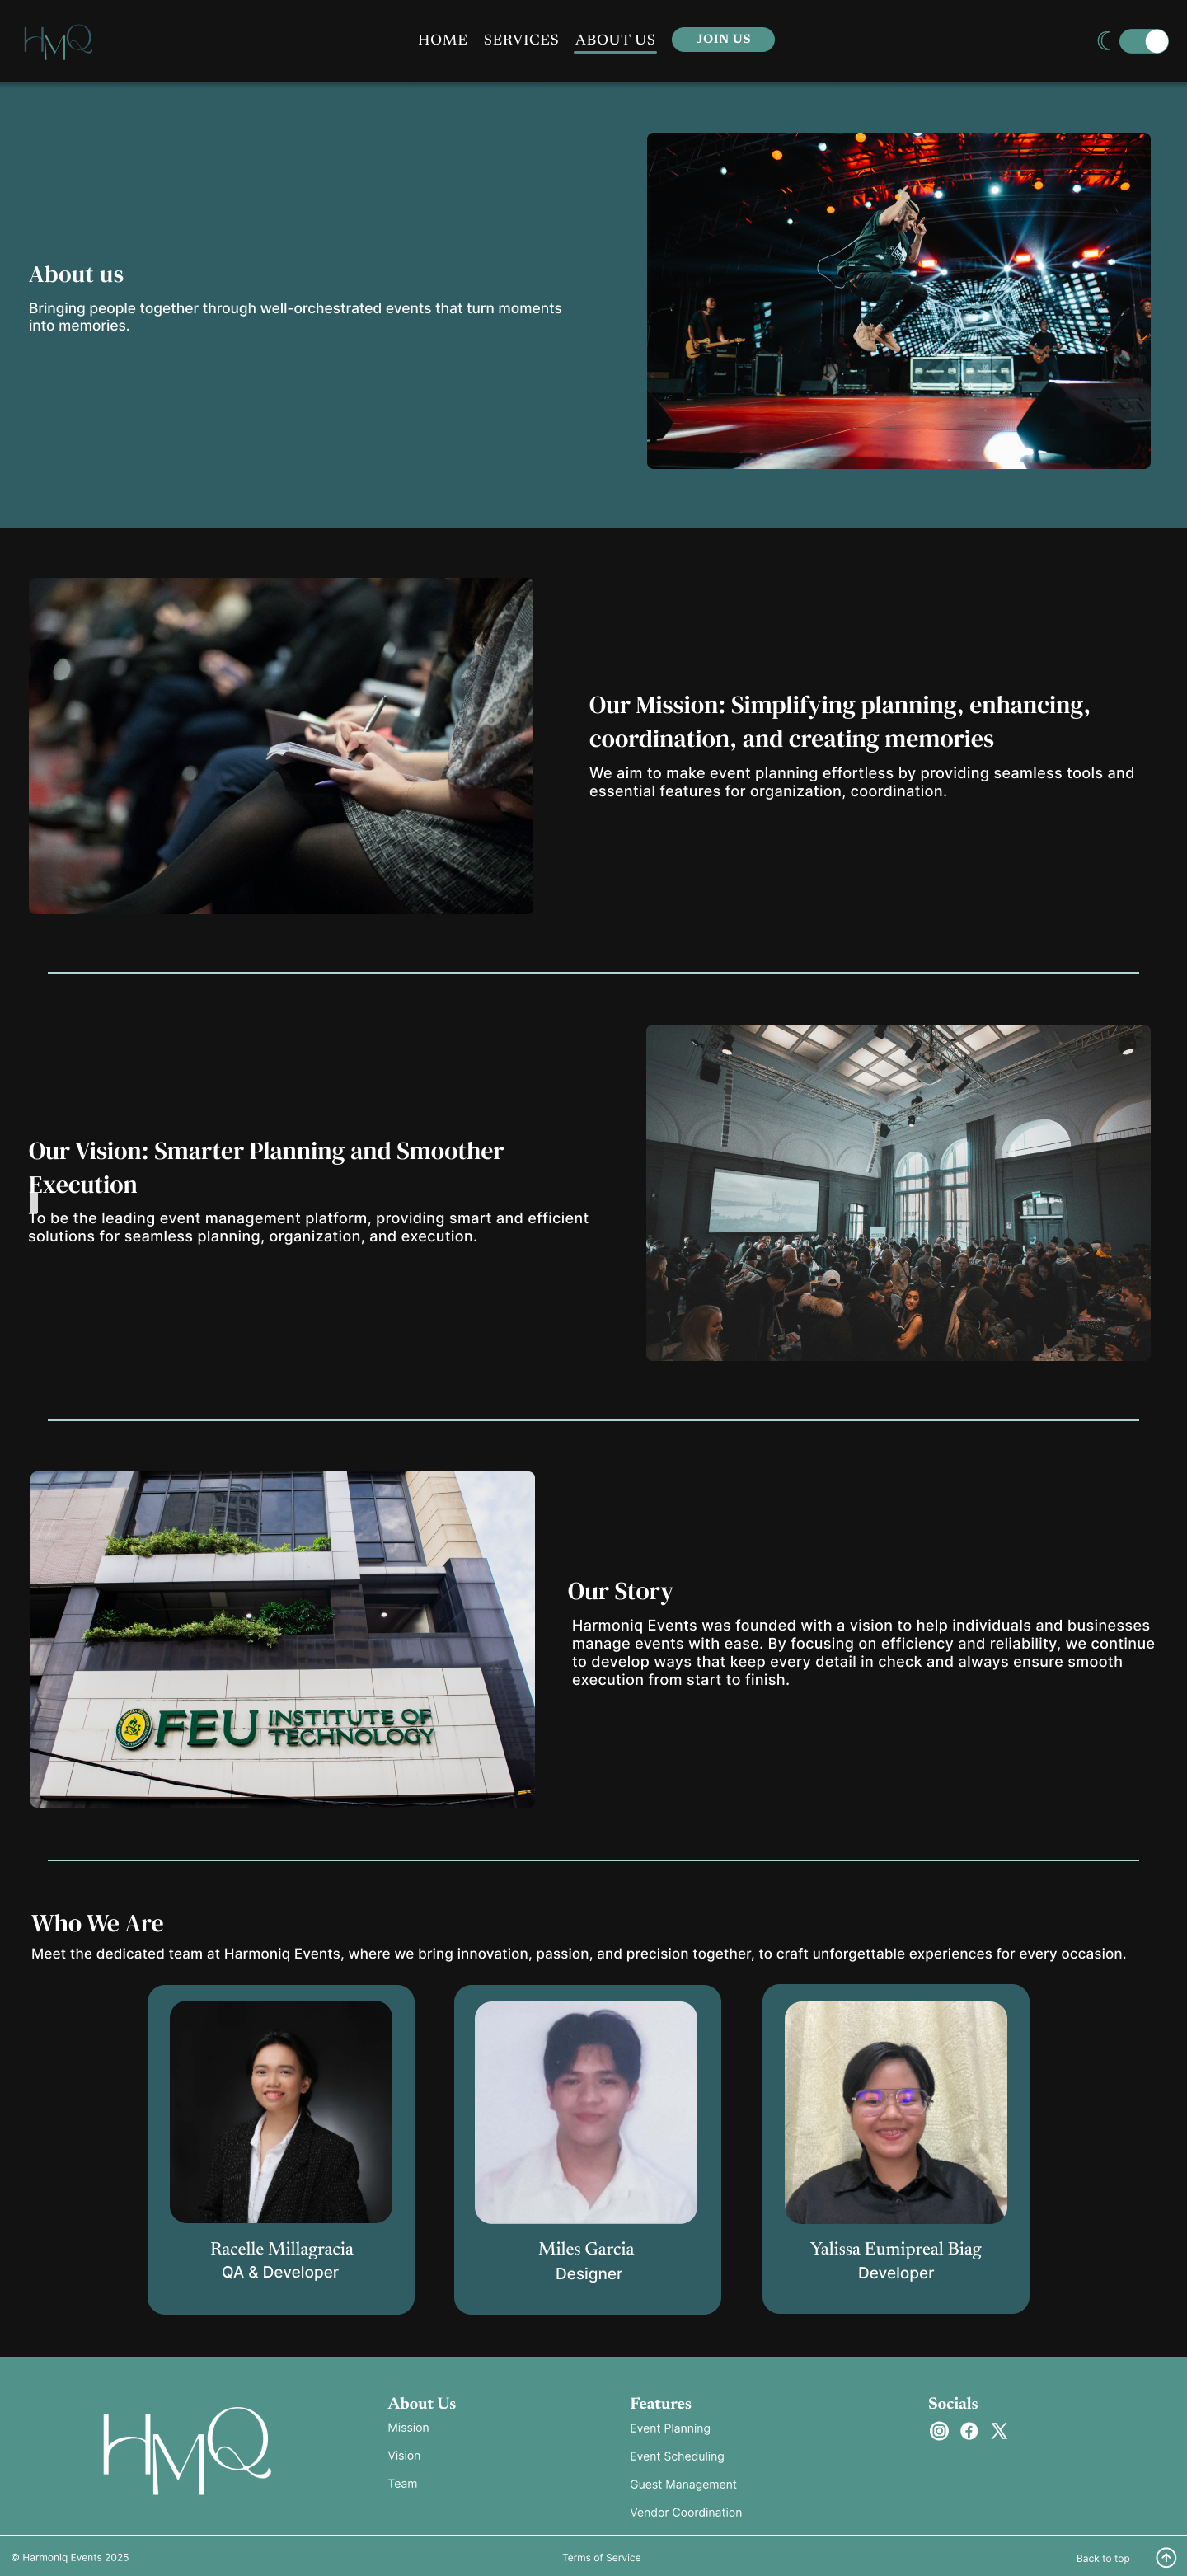 HMQ
HOME SERVICES ABOUT US JOIN US
About us
Bringing people together through well-orchestrated events that turn moments
into memories.
Our Mission: Simplifying planning, enhancing,
coordination, and creating memories
We aim to make event planning effortless by providing seamless tools and
essential features for organization, coordination.
Our Vision: Smarter Planning and Smoother
Execution
To be the leading event management platform, providing smart and efficient
solutions for seamless planning, organization, and execution.
FEU INSTITUTE OF
TECHNOLOGY
Our Story
Harmoniq Events was founded with a vision to help individuals and businesses
manage events with ease. By focusing on efficiency and reliability, we continue
to develop ways that keep every detail in check and always ensure smooth
execution from start to finish.
Who We Are
Meet the dedicated team at Harmoniq Events, where we bring innovation, passion, and precision together, to craft unforgettable experiences for every occasion.
Racelle Millagracia
QA & Developer
Miles Garcia
Designer
Yalissa Eumipreal Biag
Developer
HMQ
About Us
Mission
Vision
Team
Features
Event Planning
Event Scheduling
Guest Management
Vendor Coordination
Socials
© Harmoniq Events 2025
Terms of Service
Back to top